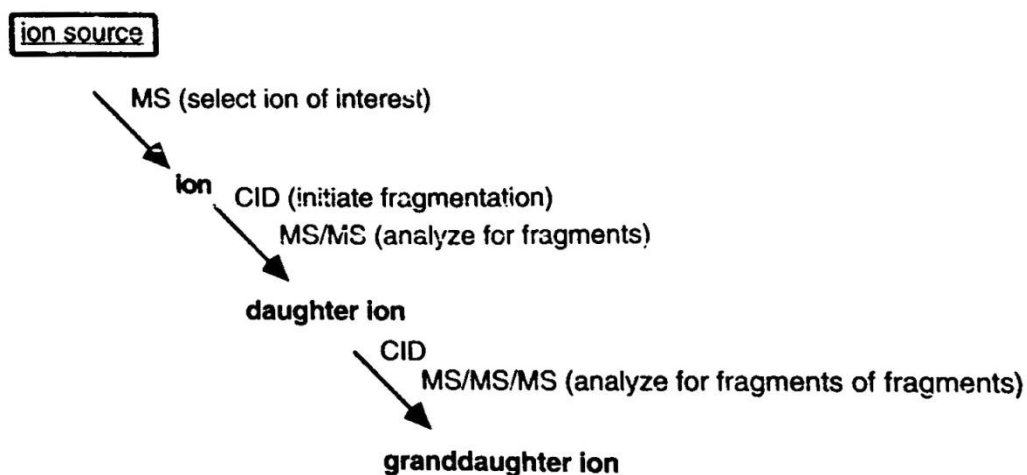 ion source
MS (select ion of interest)
ion
CID (initiate fragmentation)
MS/MS (analyze for fragments)
daughter ion
CID
MS/MS/MS (analyze for fragments of fragments)
granddaughter ion